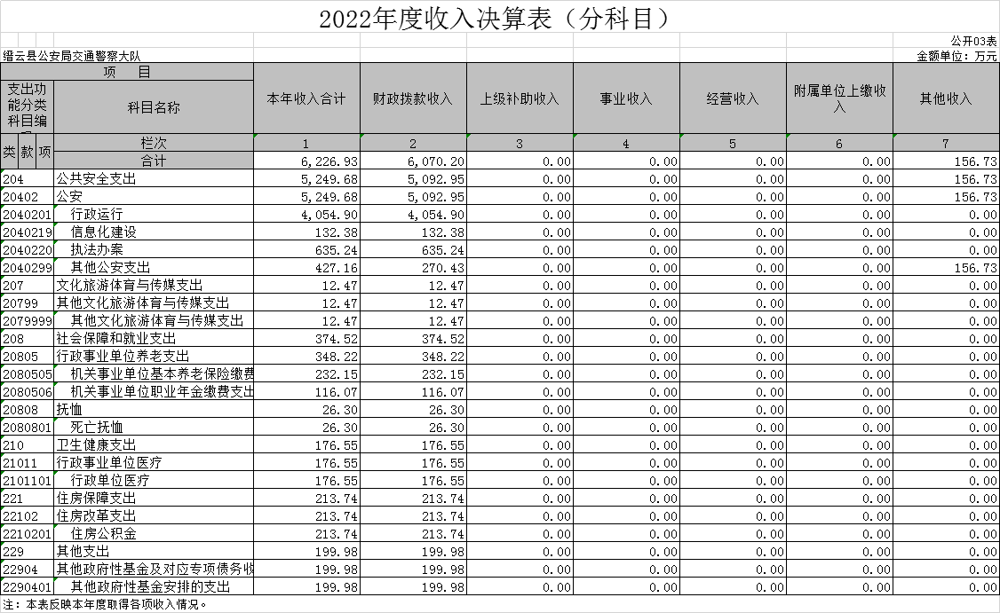 2022年度收入决算表（分科目）
公开03表
缙云县公安局交通警察大队 金额单位：万元
项 目 本年收入合计 财政拨款收入 上级补助收入 事业收入 经营收入 附属单位上缴收入 其他收入
支出功能分类科目编 科目名称
类 款 项 栏次 1 2 3 4 5 6 7
合计 6,226.93 6,070.20 0.00 0.00 0.00 0.00 156.73
204 公共安全支出 5,249.68 5,092.95 0.00 0.00 0.00 0.00 156.73
20402 公安 5,249.68 5,092.95 0.00 0.00 0.00 0.00 156.73
2040201 行政运行 4,054.90 4,054.90 0.00 0.00 0.00 0.00 0.00
2040219 信息化建设 132.38 132.38 0.00 0.00 0.00 0.00 0.00
2040220 执法办案 635.24 635.24 0.00 0.00 0.00 0.00 0.00
2040299 其他公安支出 427.16 270.43 0.00 0.00 0.00 0.00 156.73
207 文化旅游体育与传媒支出 12.47 12.47 0.00 0.00 0.00 0.00 0.00
20799 其他文化旅游体育与传媒支出 12.47 12.47 0.00 0.00 0.00 0.00 0.00
2079999 其他文化旅游体育与传媒支出 12.47 12.47 0.00 0.00 0.00 0.00 0.00
208 社会保障和就业支出 374.52 374.52 0.00 0.00 0.00 0.00 0.00
20805 行政事业单位养老支出 348.22 348.22 0.00 0.00 0.00 0.00 0.00
2080505 机关事业单位基本养老保险缴费 232.15 232.15 0.00 0.00 0.00 0.00 0.00
2080506 机关事业单位职业年金缴费支出 116.07 116.07 0.00 0.00 0.00 0.00 0.00
20808 抚恤 26.30 26.30 0.00 0.00 0.00 0.00 0.00
2080801 死亡抚恤 26.30 26.30 0.00 0.00 0.00 0.00 0.00
210 卫生健康支出 176.55 176.55 0.00 0.00 0.00 0.00 0.00
21011 行政事业单位医疗 176.55 176.55 0.00 0.00 0.00 0.00 0.00
2101101 行政单位医疗 176.55 176.55 0.00 0.00 0.00 0.00 0.00
221 住房保障支出 213.74 213.74 0.00 0.00 0.00 0.00 0.00
22102 住房改革支出 213.74 213.74 0.00 0.00 0.00 0.00 0.00
2210201 住房公积金 213.74 213.74 0.00 0.00 0.00 0.00 0.00
229 其他支出 199.98 199.98 0.00 0.00 0.00 0.00 0.00
22904 其他政府性基金及对应专项债务收 199.98 199.98 0.00 0.00 0.00 0.00 0.00
2290401 其他政府性基金安排的支出 199.98 199.98 0.00 0.00 0.00 0.00 0.00
注：本表反映本年度取得各项收入情况。